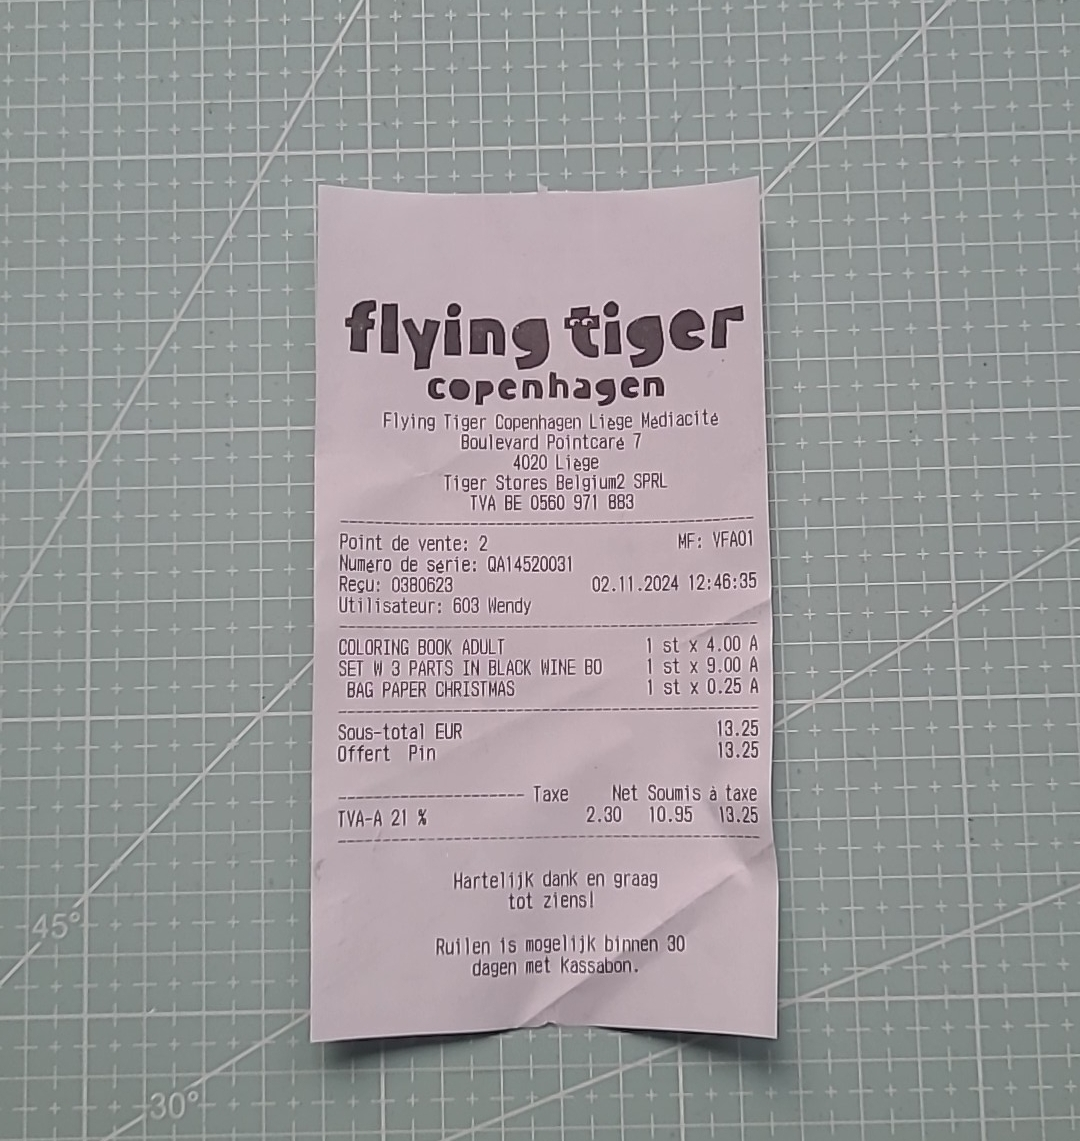 flying tiger
copenhagen
Flying Tiger Copenhagen Liège Médiacité
Boulevard Pointcaré 7
4020 Liège
Tiger Stores Belgium2 SPRL
TVA BE 0560 971 883
Point de vente: 2 MF: VFA01
Numéro de série: QA14520031
Reçu: 0380623 02.11.2024 12:46:35
Utilisateur: 603 Wendy
COLORING BOOK ADULT 1 st x 4.00 A
SET W 3 PARTS IN BLACK WINE BO 1 st x 9.00 A
BAG PAPER CHRISTMAS 1 st x 0.25 A
Sous-total EUR 13.25
Offert Pin 13.25
Taxe Net Soumis à taxe
TVA-A 21 % 2.30 10.95 13.25
Hartelijk dank en graag
tot ziens!
Ruilen is mogelijk binnen 30
dagen met Kassabon.
45°
30°